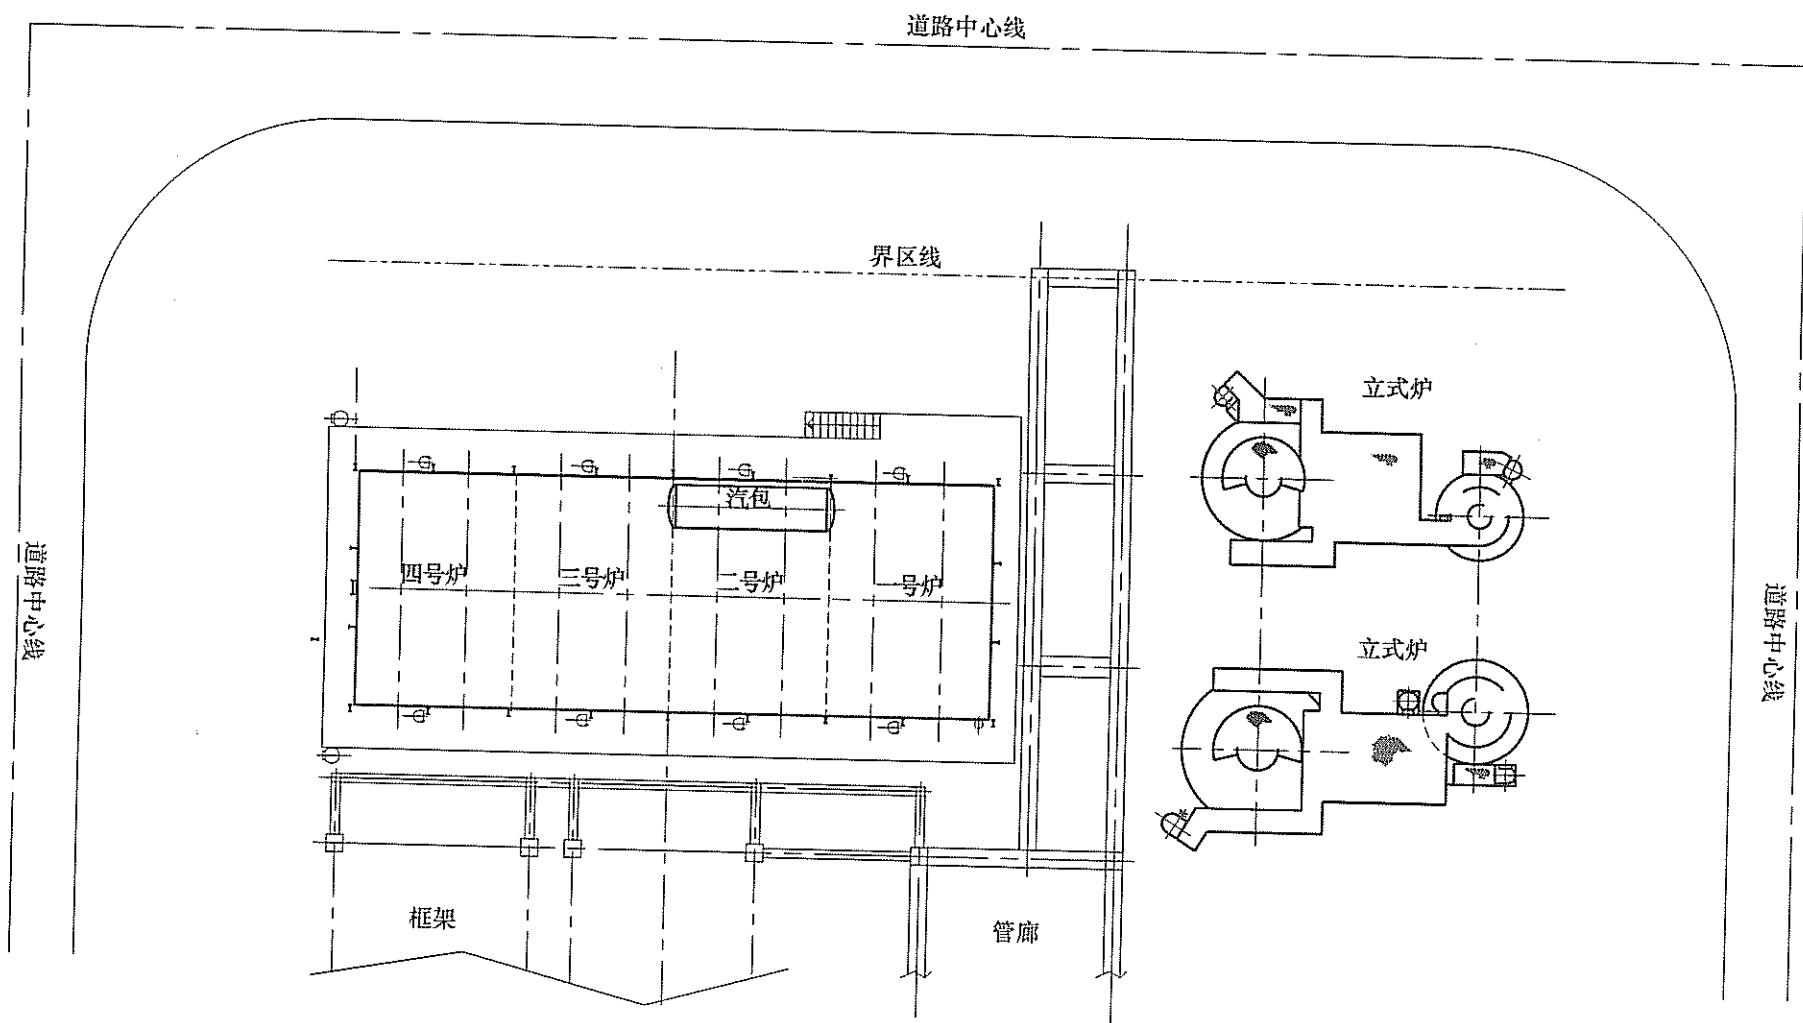 道路中心线
界区线
立式炉
汽包
四号炉
三号炉
二号炉
一号炉
道路中心线
道路中心线
立式炉
框架
管廊